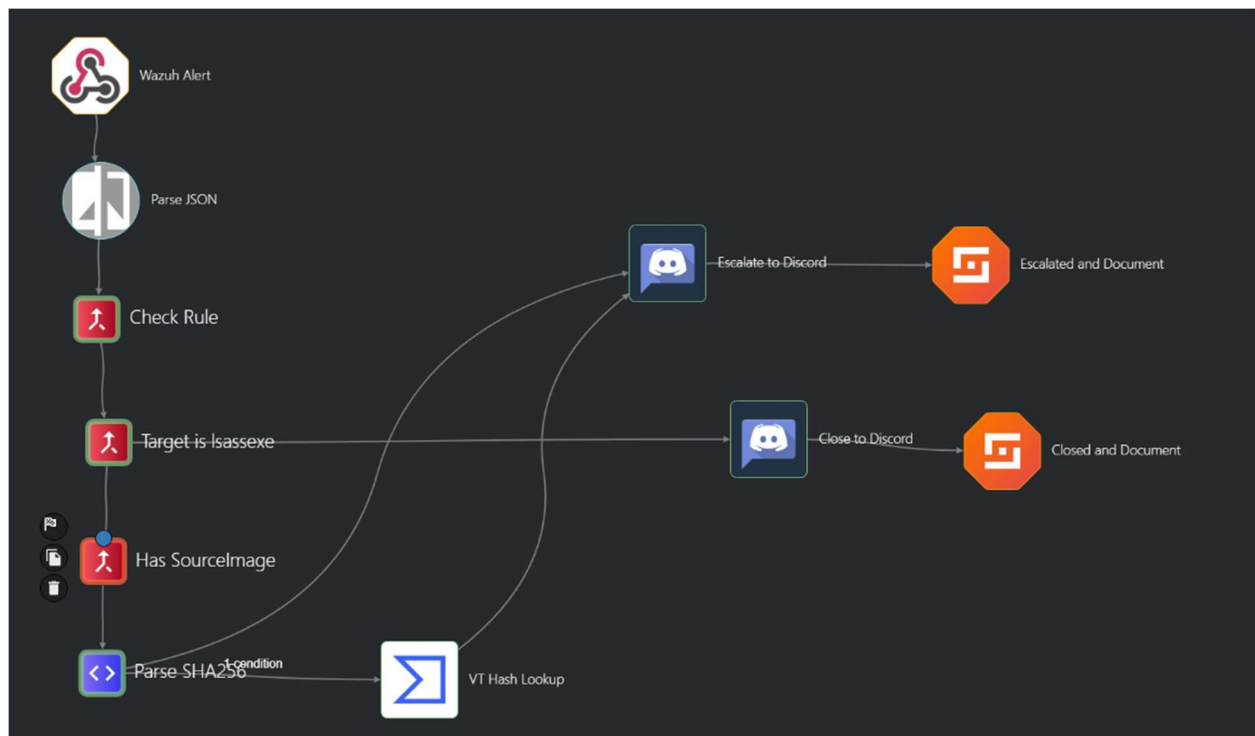 Wazuh Alert
Parse JSON
Check Rule
Target is lsassexe
Has SourceImage
Parse SHA256
1 condition
VT Hash Lookup
Escalate to Discord
Escalated and Document
Close to Discord
Closed and Document